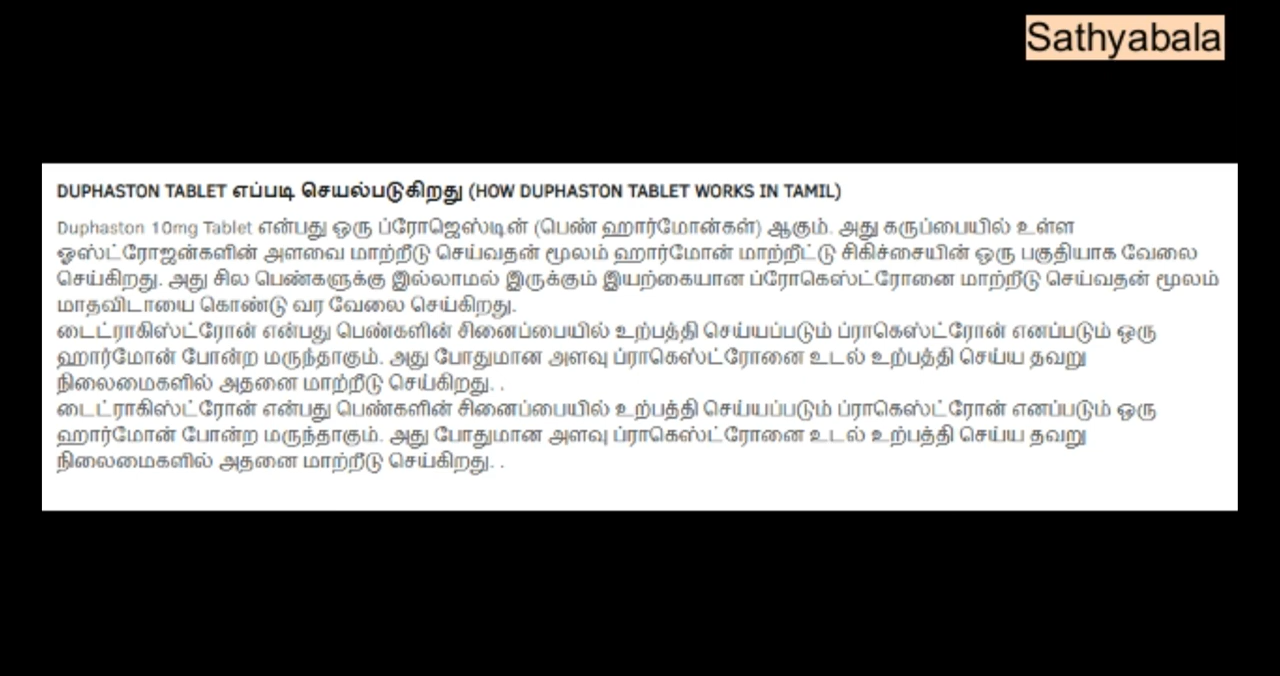 Sathyabala
DUPHASTON TABLET எப்படி செயல்படுகிறது (HOW DUPHASTON TABLET WORKS IN TAMIL)
Duphaston 10mg Tablet என்பது ஒரு ப்ரோஜெஸ்டின் (பெண் ஹார்மோன்கள்) ஆகும். அது கருப்பையில் உள்ள
ஓஸ்ட்ரோஜன்களின் அளவை மாற்றீடு செய்வதன் மூலம் ஹார்மோன் மாற்றீட்டு சிகிச்சையின் ஒரு பகுதியாக வேலை
செய்கிறது. அது சில பெண்களுக்கு இல்லாமல் இருக்கும் இயற்கையான ப்ரோகெஸ்ட்ரோனை மாற்றீடு செய்வதன் மூலம்
மாதவிடாயை கொண்டு வர வேலை செய்கிறது.
டைட்ராகிஸ்ட்ரோன் என்பது பெண்களின் சினைப்பையில் உற்பத்தி செய்யப்படும் ப்ராகெஸ்ட்ரோன் எனப்படும் ஒரு
ஹார்மோன் போன்ற மருந்தாகும். அது போதுமான அளவு ப்ராகெஸ்ட்ரோனை உடல் உற்பத்தி செய்ய தவறு
நிலைமைகளில் அதனை மாற்றீடு செய்கிறது. .
டைட்ராகிஸ்ட்ரோன் என்பது பெண்களின் சினைப்பையில் உற்பத்தி செய்யப்படும் ப்ராகெஸ்ட்ரோன் எனப்படும் ஒரு
ஹார்மோன் போன்ற மருந்தாகும். அது போதுமான அளவு ப்ராகெஸ்ட்ரோனை உடல் உற்பத்தி செய்ய தவறு
நிலைமைகளில் அதனை மாற்றீடு செய்கிறது. .